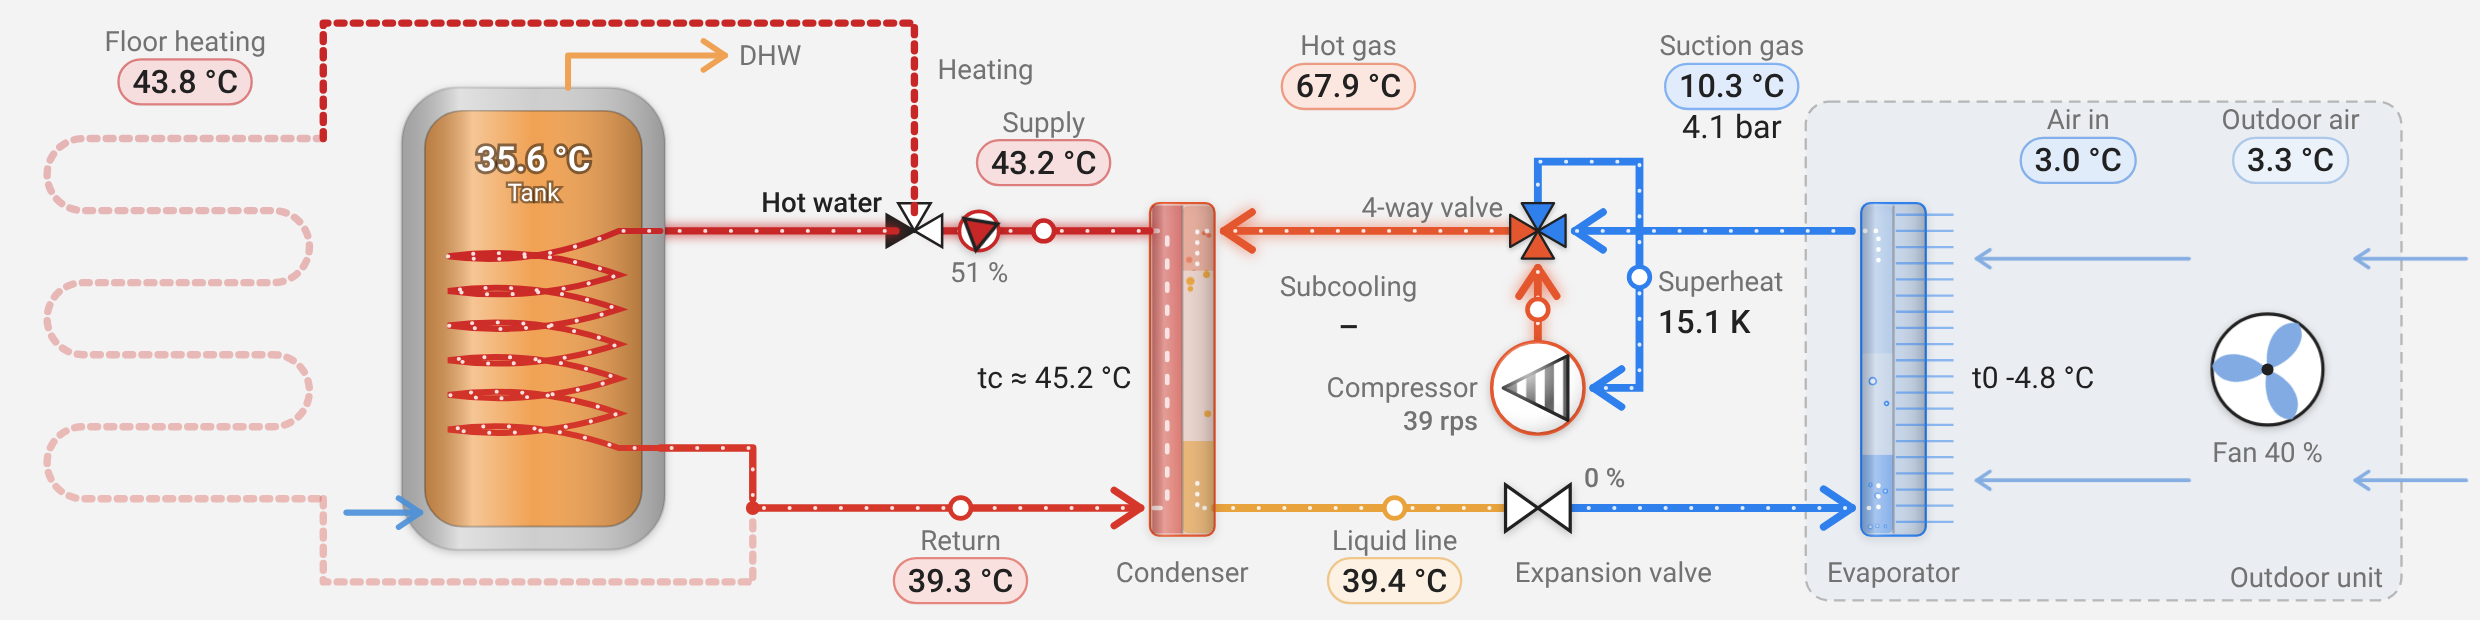 Floor heating
43.8 °C
DHW
Heating
35.6 °C
Tank
Hot water
Supply
43.2 °C
51 %
Hot gas
67.9 °C
Suction gas
10.3 °C
4.1 bar
Air in
3.0 °C
Outdoor air
3.3 °C
4-way valve
Subcooling
–
Superheat
15.1 K
tc ≈ 45.2 °C
Compressor
39 rps
t0 -4.8 °C
Fan 40 %
0 %
Return
39.3 °C
Condenser
Liquid line
39.4 °C
Expansion valve
Evaporator
Outdoor unit